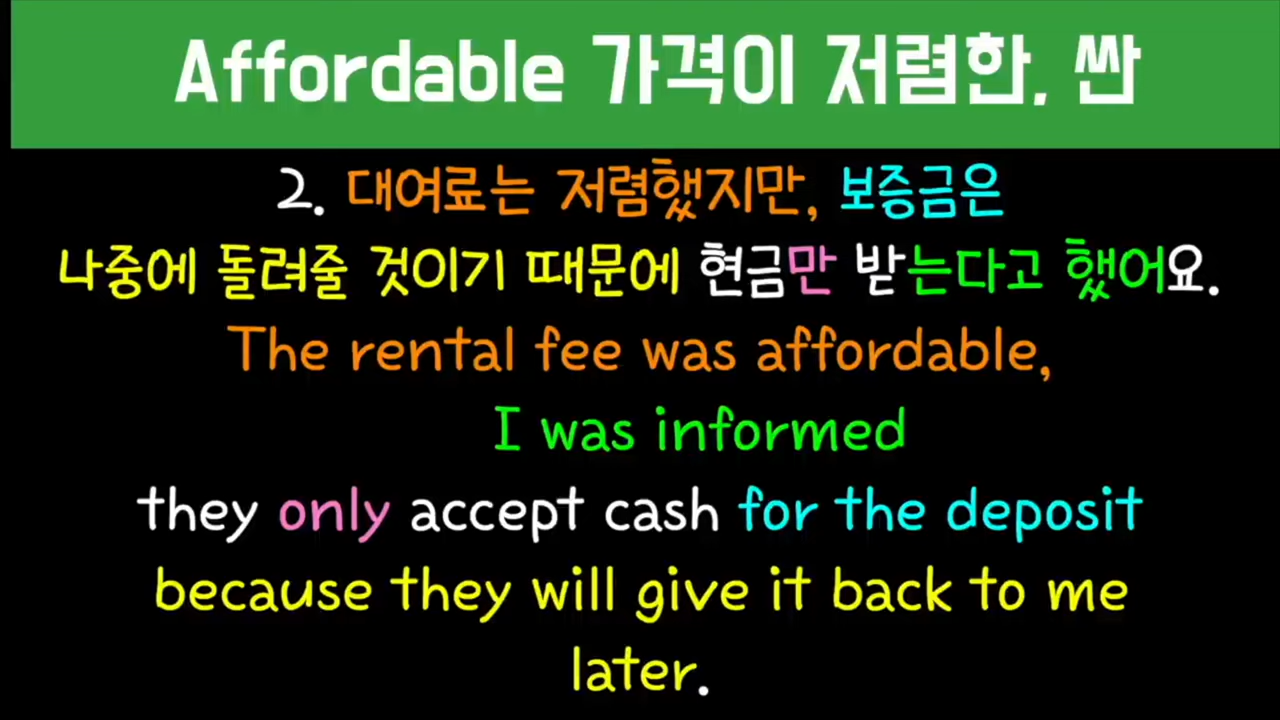 Affordable 가격이 저렴한, 싼
2. 대여료는 저렴했지만, 보증금은
나중에 돌려줄 것이기 때문에 현금만 받는다고 했어요.
The rental fee was affordable,
I was informed
they only accept cash for the deposit
because they will give it back to me
later.